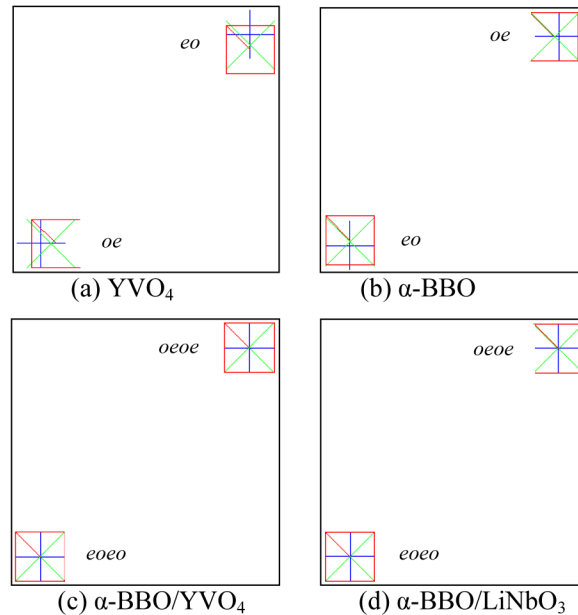 eo
oe
oe
eo
(a) YVO₄
(b) α-BBO
oeoe
oeoe
eoeo
eoeo
(c) α-BBO/YVO₄
(d) α-BBO/LiNbO₃